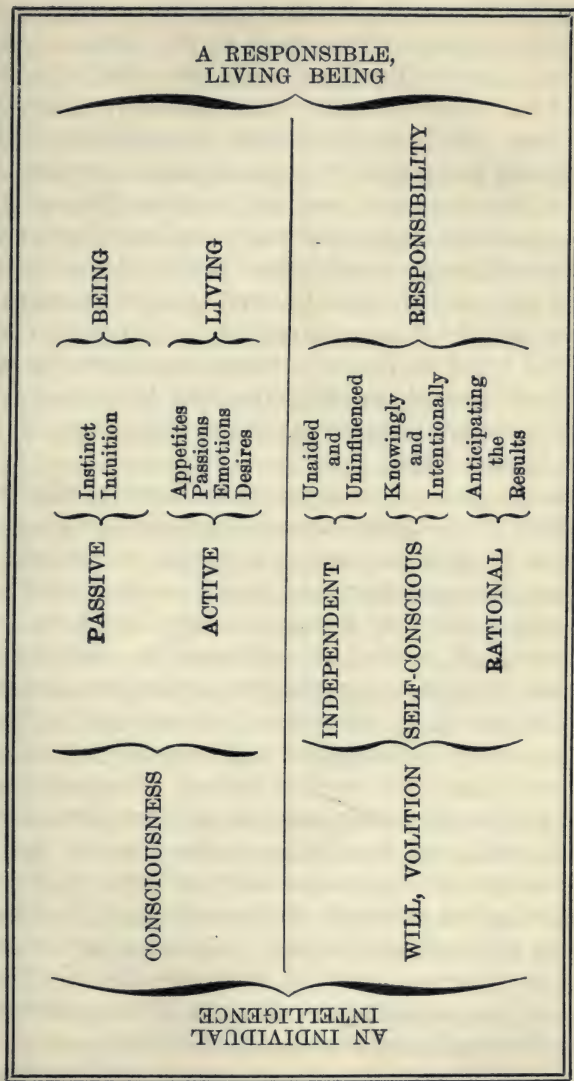 A RESPONSIBLE,
LIVING BEING
BEING
LIVING
RESPONSIBILITY
Instinct
Intuition
Appetites
Passions
Emotions
Desires
Unaided
and
Uninfluenced
Knowingly
and
Intentionally
Anticipating
the
Results
PASSIVE
ACTIVE
INDEPENDENT
SELF-CONSCIOUS
RATIONAL
CONSCIOUSNESS
WILL, VOLITION
AN INDIVIDUAL
INTELLIGENCE